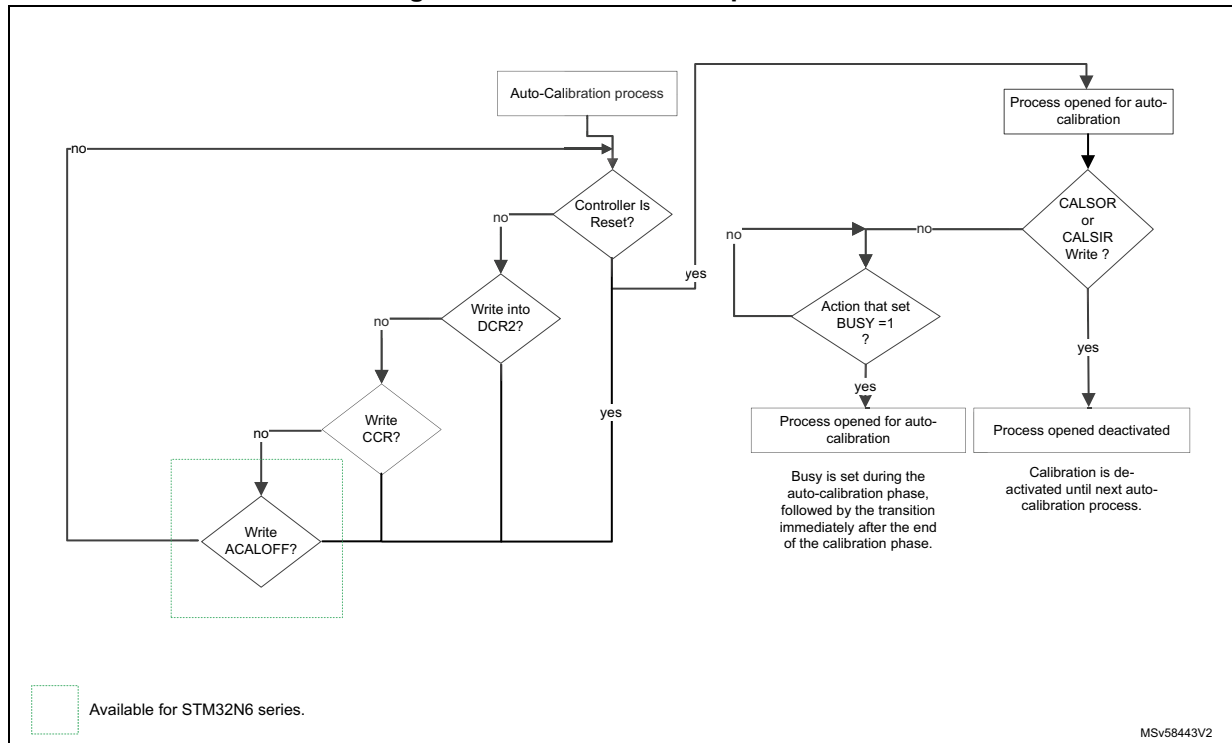 Auto-Calibration process
no
Controller Is
Reset?
no
Write into
DCR2?
no
Write
CCR?
no
Write
ACALOFF?
yes
yes
Process opened for auto-
calibration
CALSOR
or
CALSIR
Write ?
no
no
Action that set
BUSY =1
?
yes
yes
Process opened for auto-
calibration
Process opened deactivated
Busy is set during the
auto-calibration phase,
followed by the transition
immediately after the end
of the calibration phase.
Calibration is de-
activated until next auto-
calibration process.
Available for STM32N6 series.
MSv58443V2